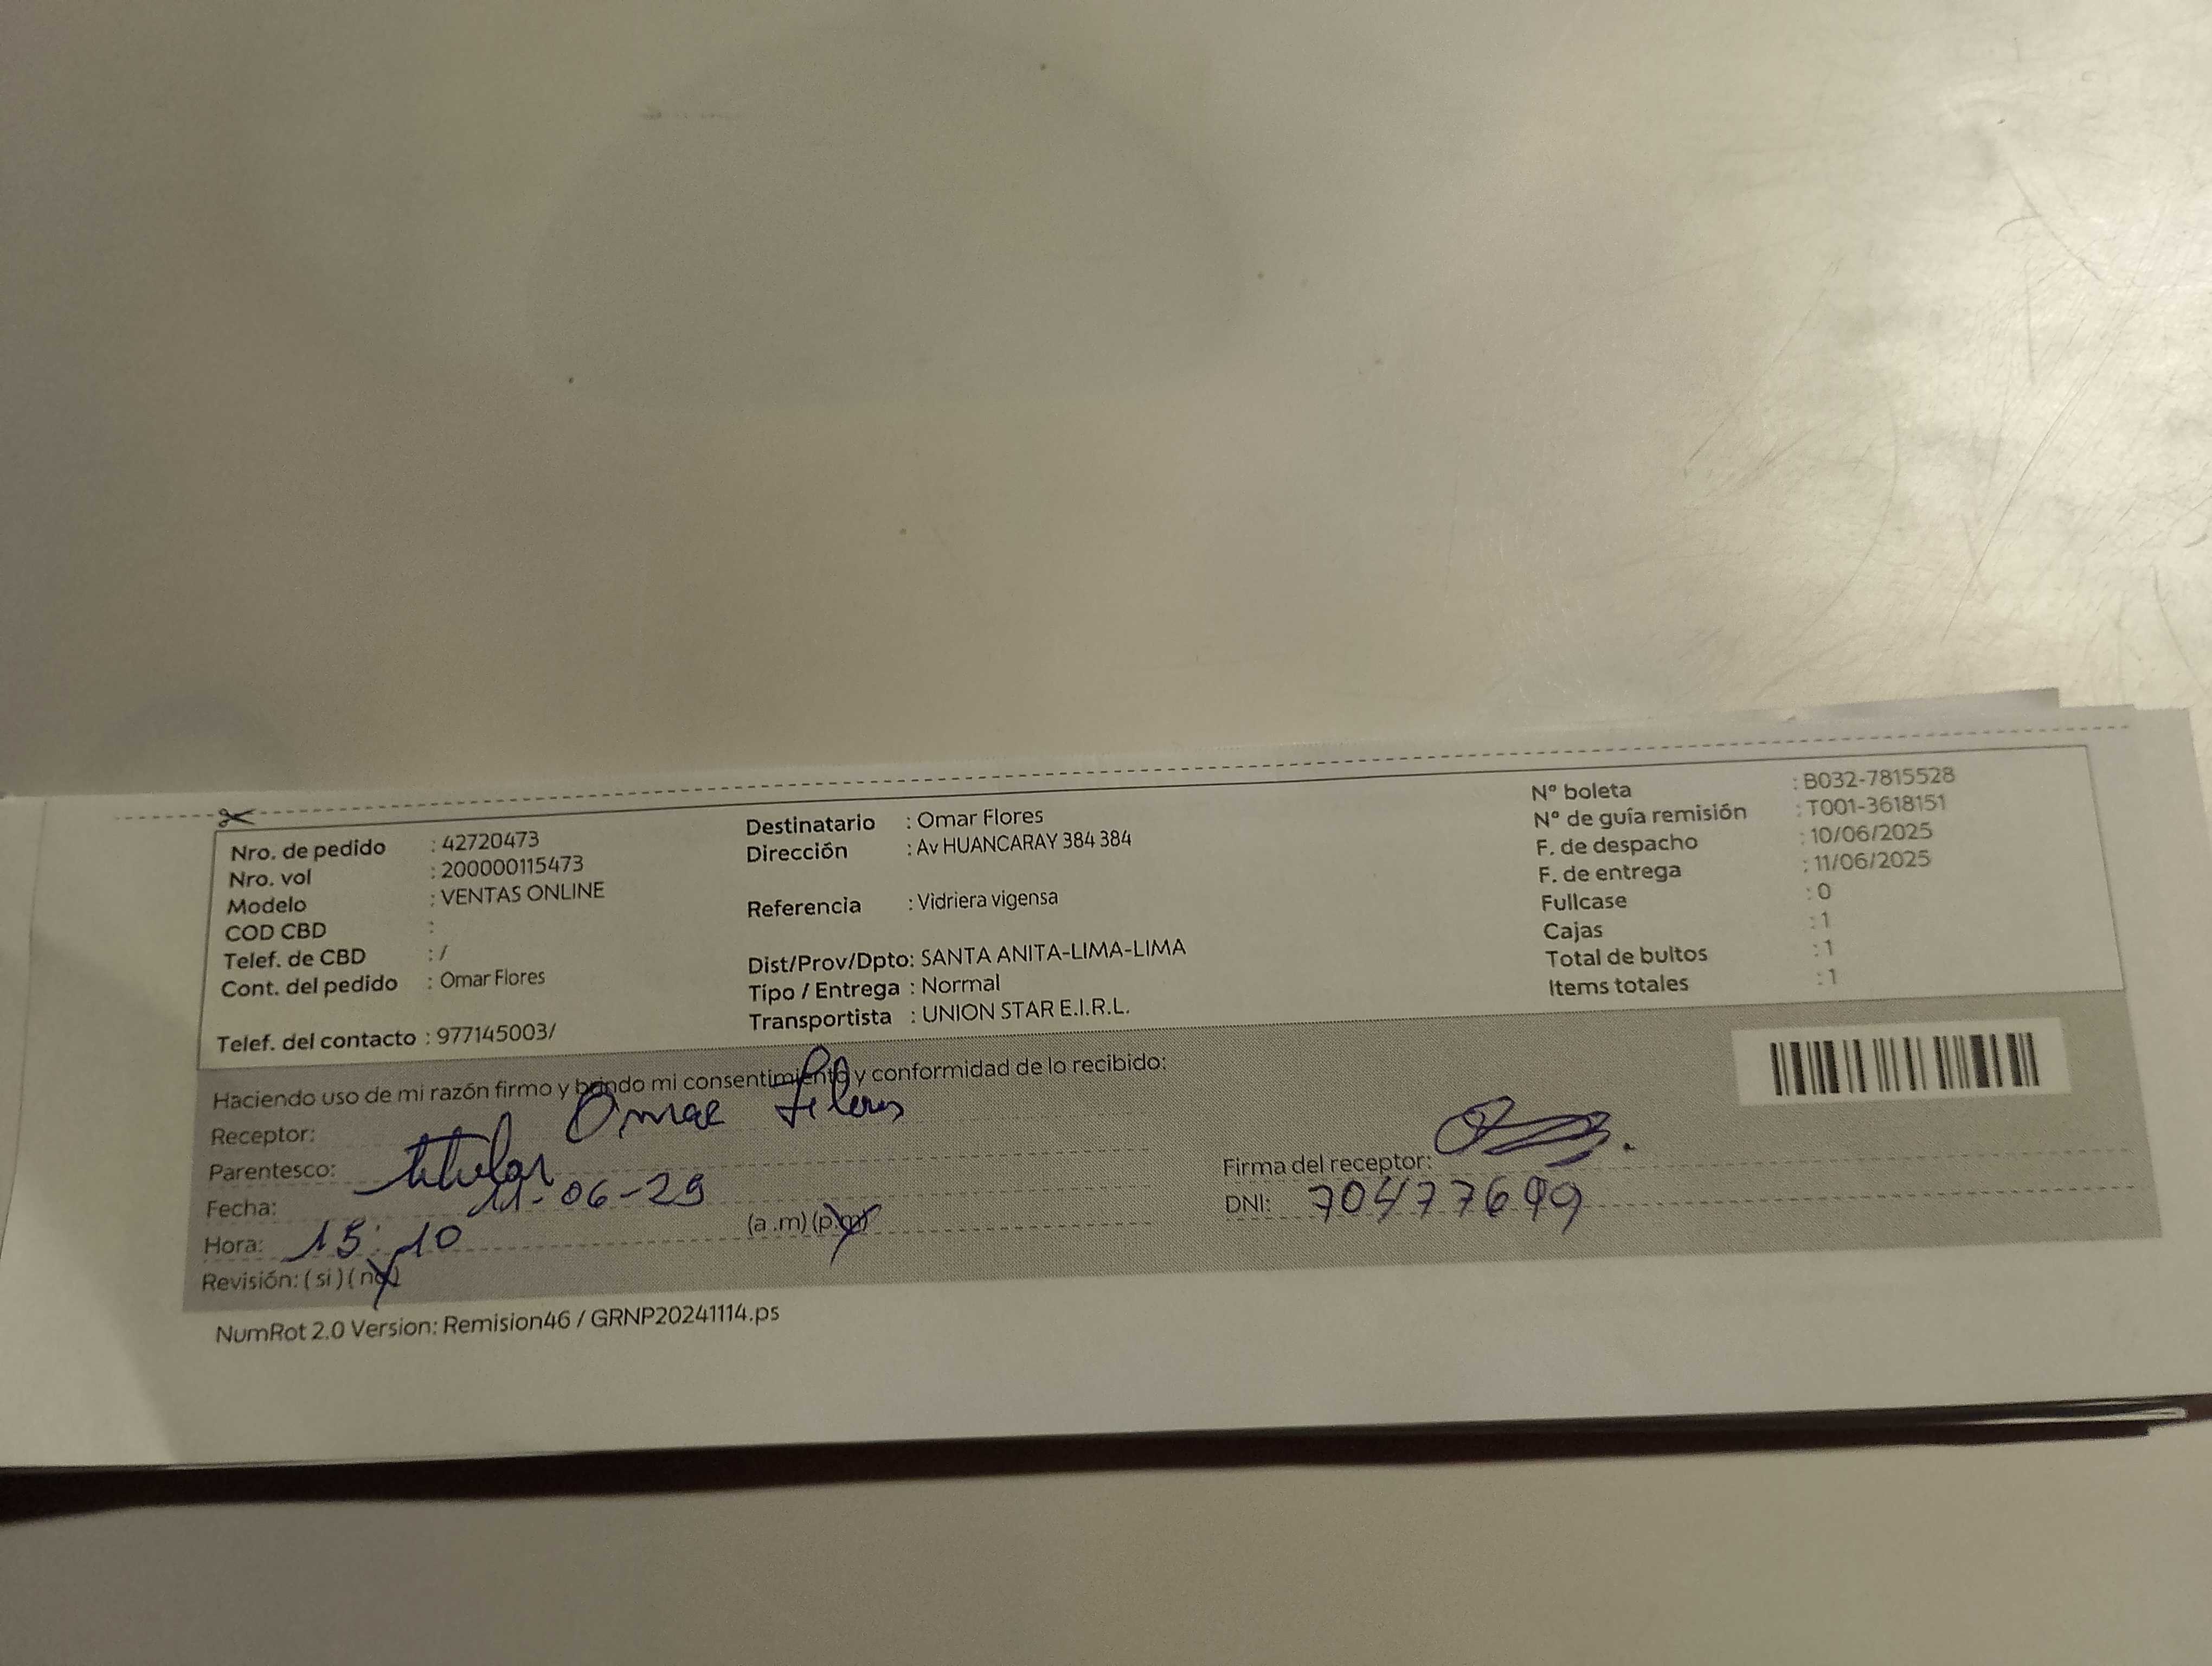 Nro. de pedido : 42720473
Nro. vol : 200000115473
Modelo : VENTAS ONLINE
COD CBD :
Telef. de CBD : /
Cont. del pedido : Omar Flores
Telef. del contacto : 977145003/
Destinatario : Omar Flores
Dirección : Av HUANCARAY 384 384
Referencia : Vidriera vigensa
Dist/Prov/Dpto: SANTA ANITA-LIMA-LIMA
Tipo / Entrega : Normal
Transportista : UNION STAR E.I.R.L.
N° boleta : B032-7815528
N° de guía remisión : T001-3618151
F. de despacho : 10/06/2025
F. de entrega : 11/06/2025
Fullcase : 0
Cajas : 1
Total de bultos : 1
Items totales : 1
Haciendo uso de mi razón firmo y brindo mi consentimiento y conformidad de lo recibido:
Receptor: Omar Flores
Parentesco: titular
Fecha: 11-06-25
Hora: 15:10 (a .m) (p.m)
Revisión: ( si ) ( no )
Firma del receptor:
DNI: 70477699
NumRot 2.0 Version: Remision46 / GRNP20241114.ps